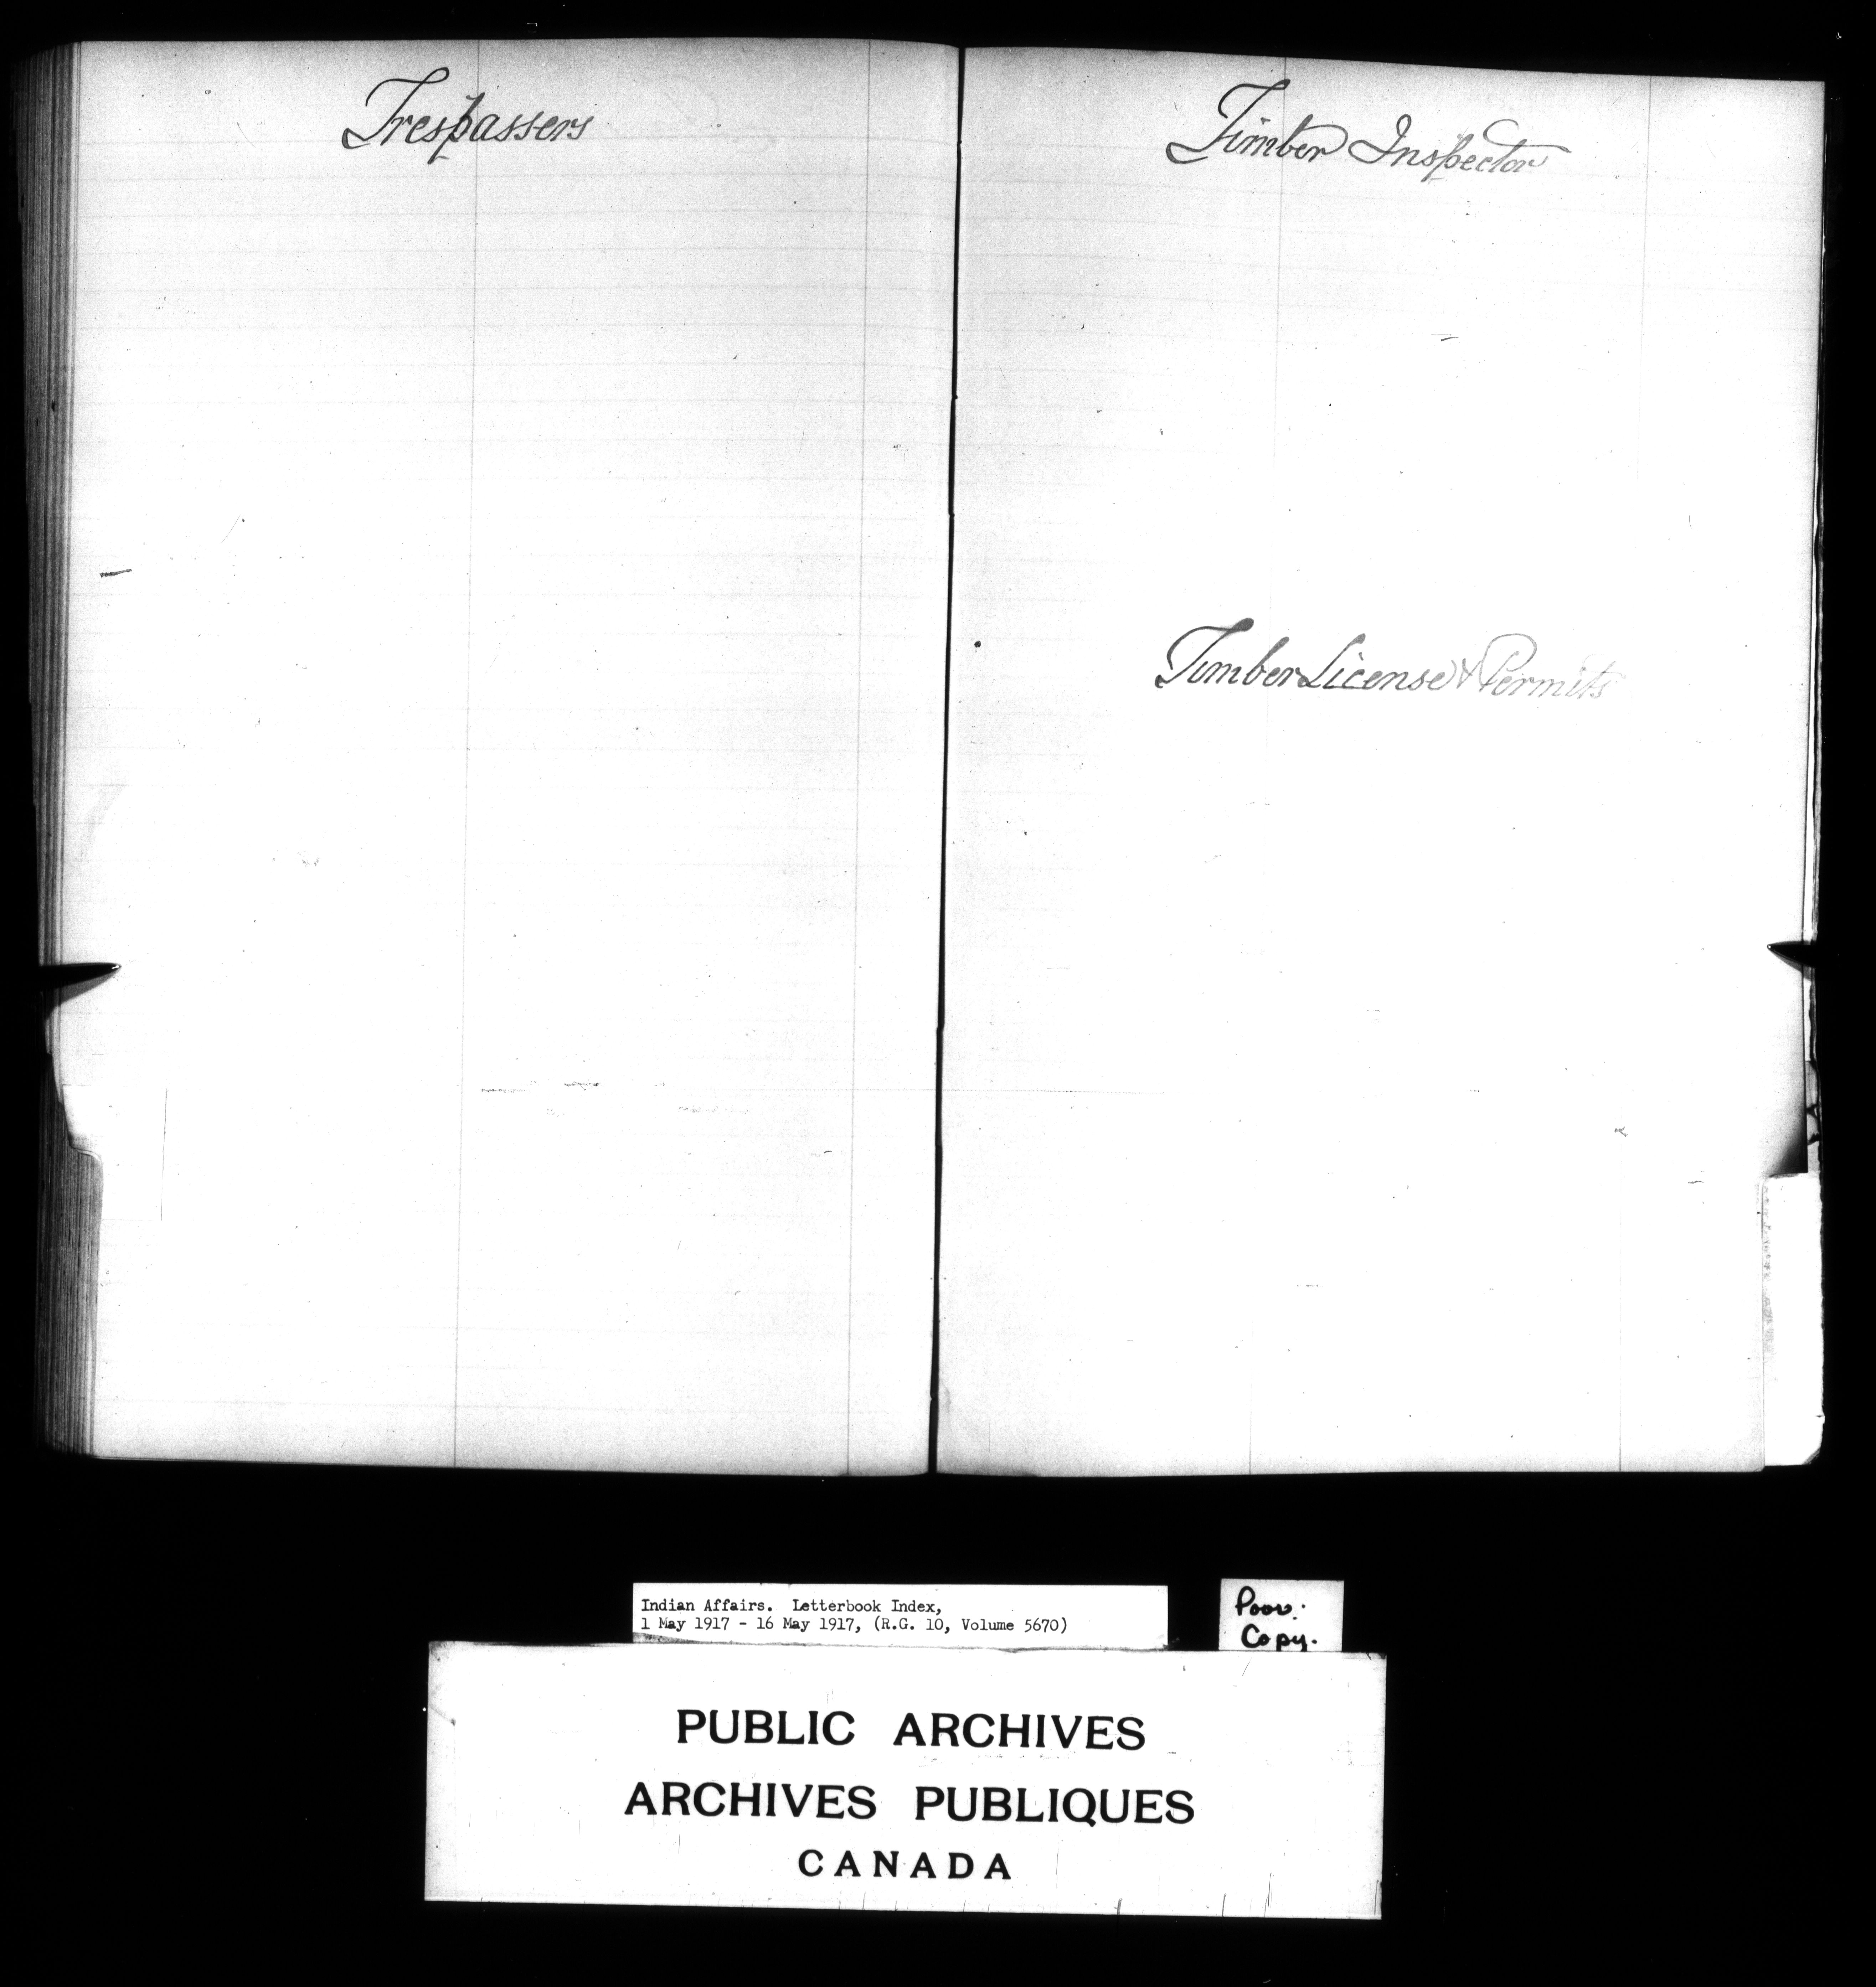 Trespassers
Timber Inspector
Timber License & Permits
Indian Affairs. Letterbook Index,
1 May 1917 - 16 May 1917, (R.G. 10, Volume 5670)
Poor.
Copy.
PUBLIC ARCHIVES
ARCHIVES PUBLIQUES
CANADA